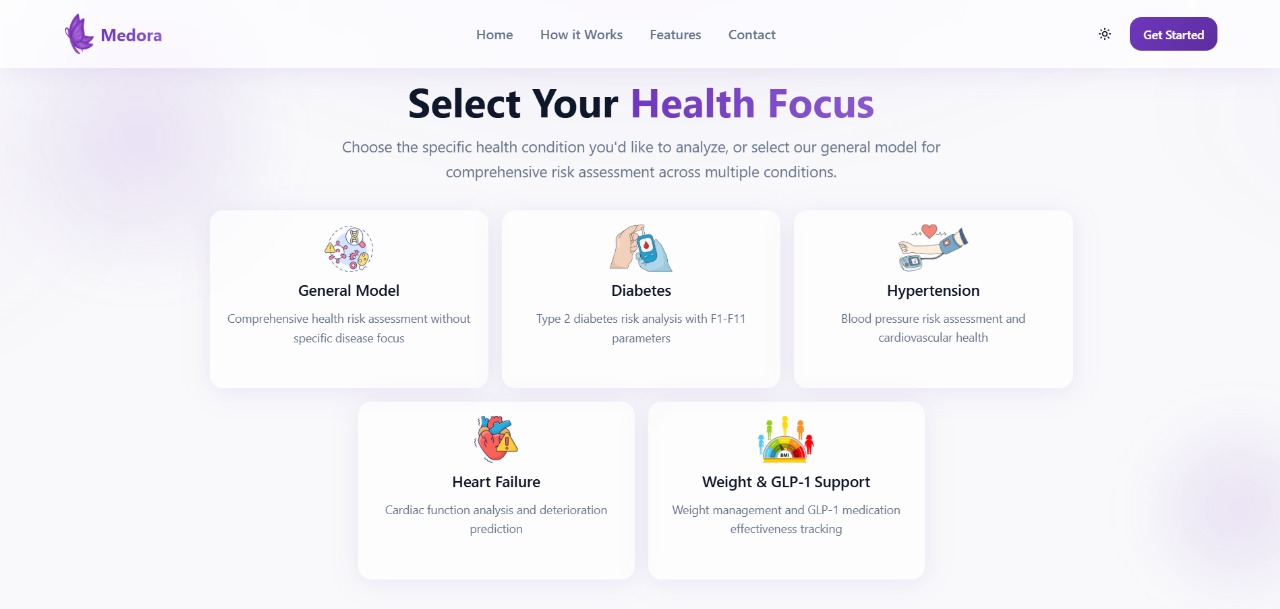 Medora
Home
How it Works
Features
Contact
Get Started
Select Your Health Focus
Choose the specific health condition you'd like to analyze, or select our general model for
comprehensive risk assessment across multiple conditions.
General Model
Comprehensive health risk assessment without
specific disease focus
Diabetes
Type 2 diabetes risk analysis with F1-F11
parameters
Hypertension
Blood pressure risk assessment and
cardiovascular health
Heart Failure
Cardiac function analysis and deterioration
prediction
BMI
Weight & GLP-1 Support
Weight management and GLP-1 medication
effectiveness tracking